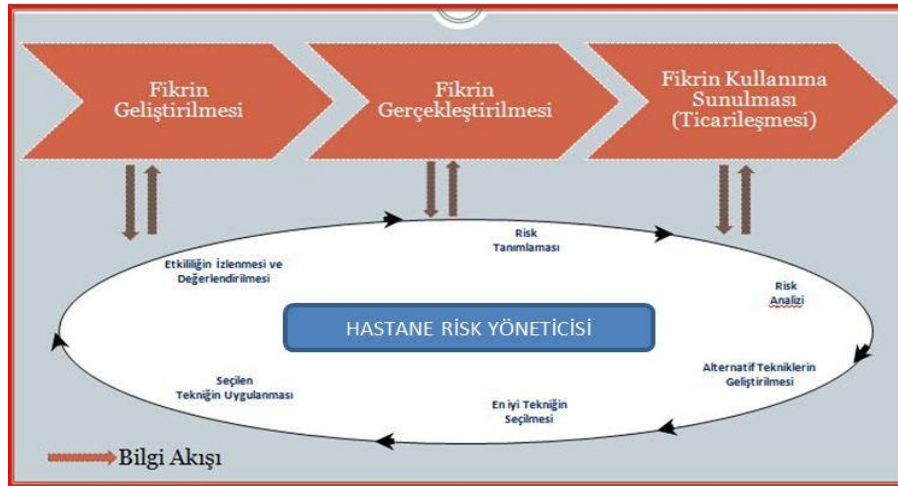 Fikrin
Geliştirilmesi
Fikrin
Gerçekleştirilmesi
Fikrin Kullanıma
Sunulması
(Ticarileşmesi)
Etkililiğin İzlenmesi ve
Değerlendirilmesi
Risk
Tanımlaması
Risk
Analizi
HASTANE RİSK YÖNETİCİSİ
Alternatif Tekniklerin
Geliştirilmesi
Seçilen
Tekniğin Uygulanması
En iyi Tekniğin
Seçilmesi
Bilgi Akışı